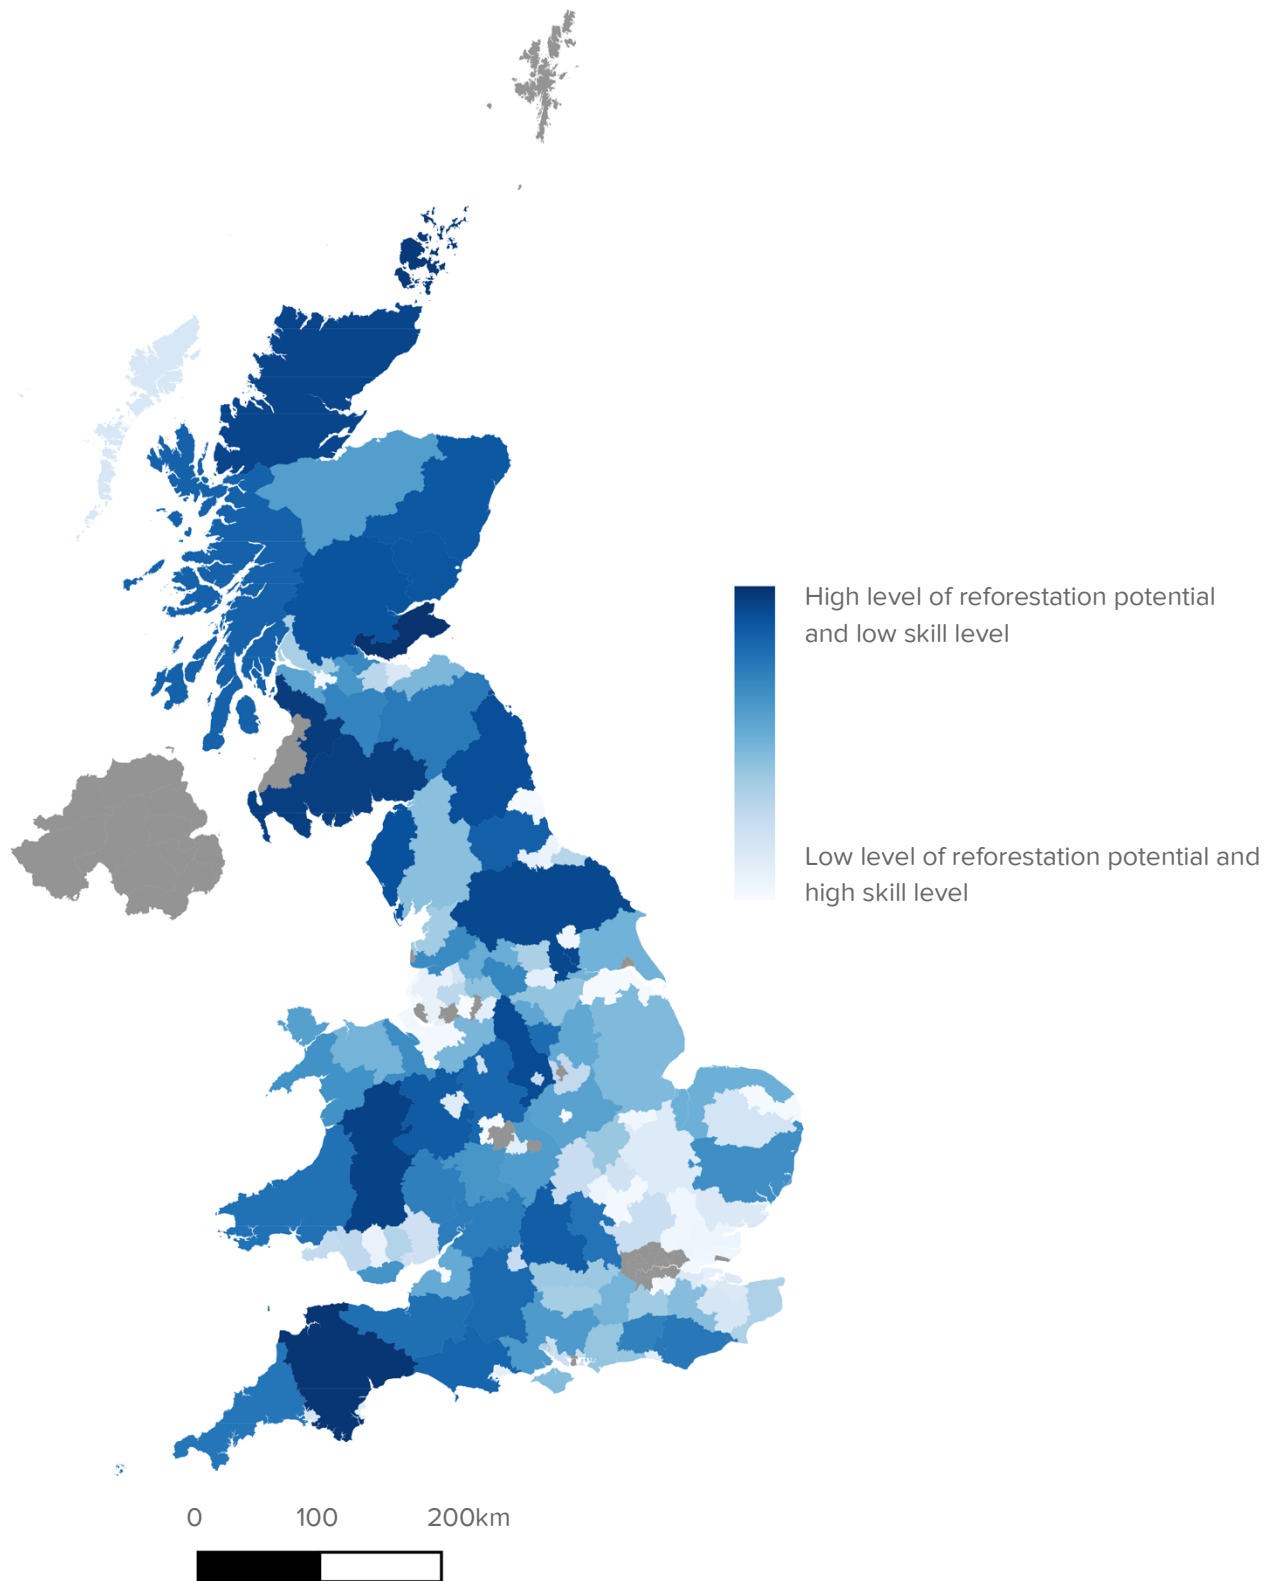 High level of reforestation potential
and low skill level
Low level of reforestation potential and
high skill level
0 100 200km